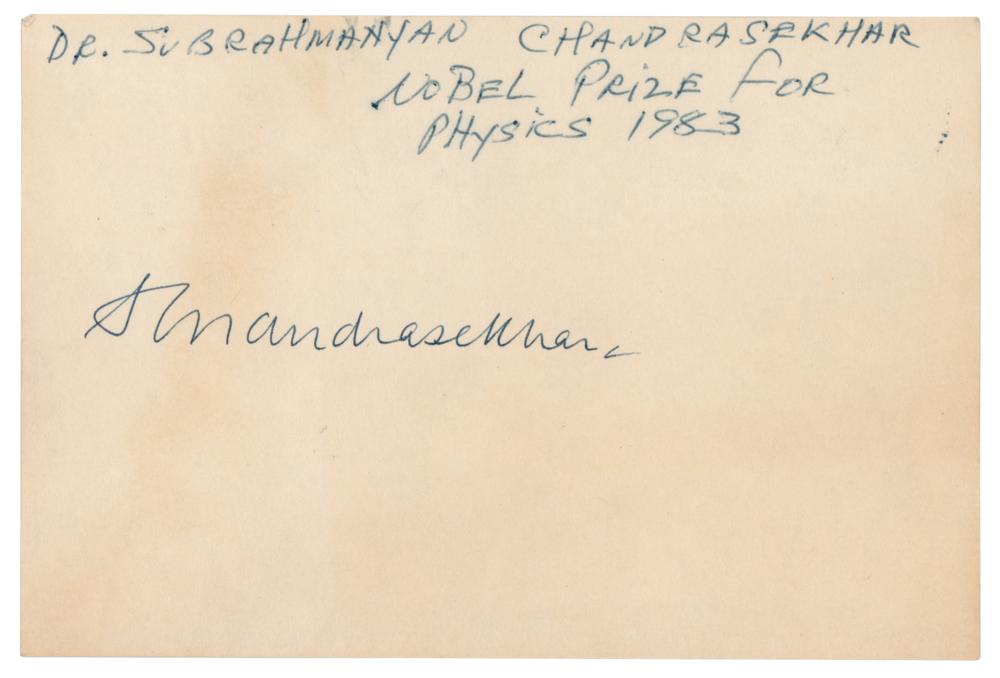 DR. SUBRAHMANYAN CHANDRASEKHAR
NOBEL PRIZE FOR
PHYSICS 1983
S Chandrasekhar.